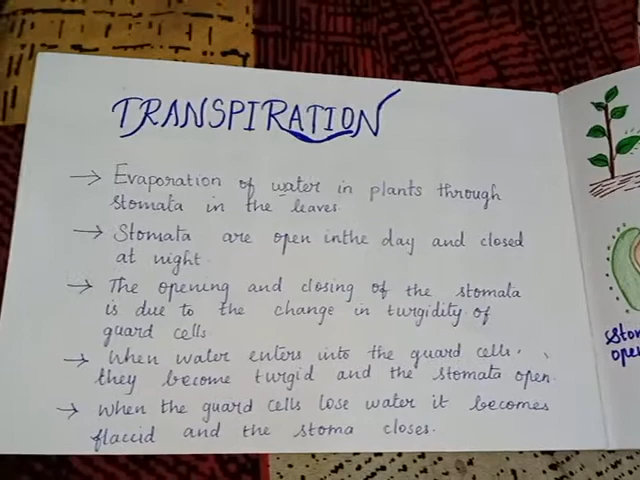 TRANSPIRATION
→ Evaporation of water in plants through
stomata in the leaves
→ Stomata are open inthe day and closed
at night.
→ The opening and closing of the stomata
is due to the change in turgidity of
guard cells
→ When water enters into the guard cells,
they become turgid and the stomata open.
→ When the guard cells lose water it becomes
flaccid and the stoma closes.